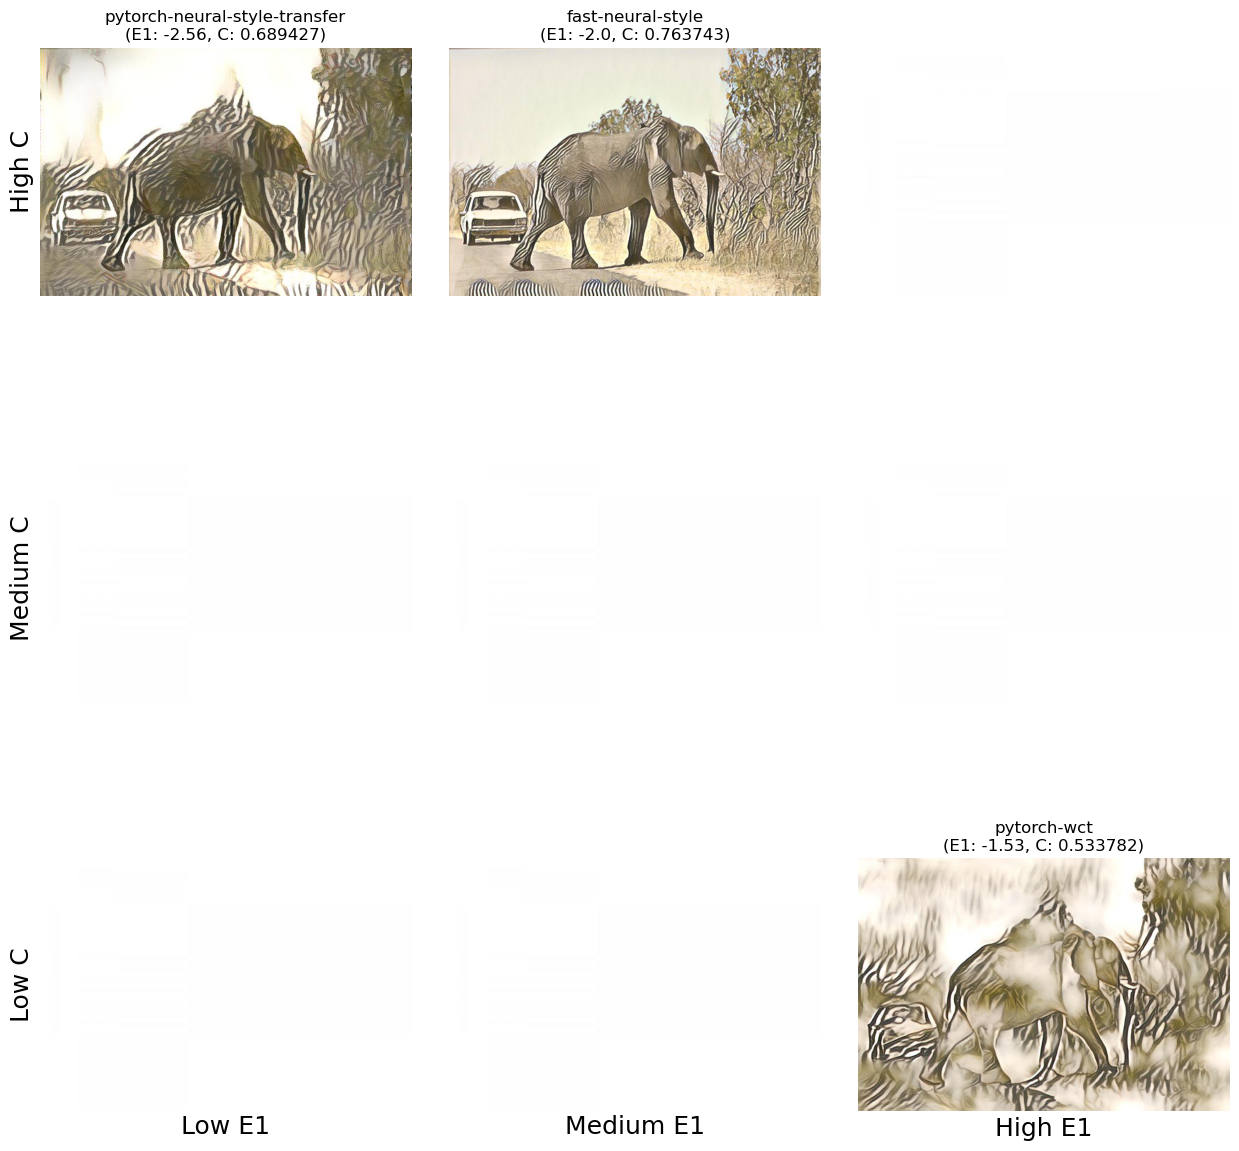 pytorch-neural-style-transfer
(E1: -2.56, C: 0.689427)
fast-neural-style
(E1: -2.0, C: 0.763743)
High C
Medium C
pytorch-wct
(E1: -1.53, C: 0.533782)
Low C
Low E1
Medium E1
High E1